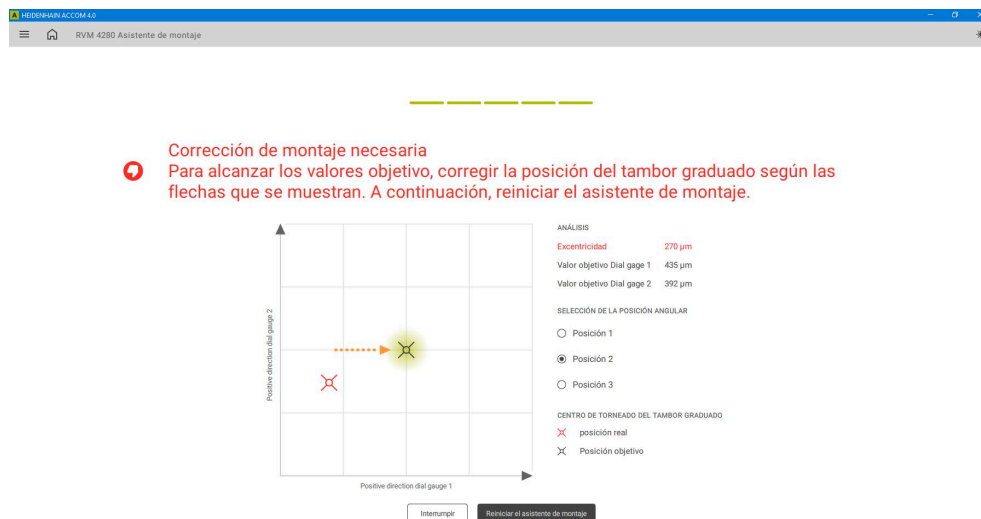 HEIDENHAIN ACCOM 4.0
RVM 4280 Asistente de montaje
Corrección de montaje necesaria
Para alcanzar los valores objetivo, corregir la posición del tambor graduado según las
flechas que se muestran. A continuación, reiniciar el asistente de montaje.
Positive direction dial gauge 2
Positive direction dial gauge 1
ANÁLISIS
Excentricidad 270 µm
Valor objetivo Dial gage 1 435 µm
Valor objetivo Dial gage 2 392 µm
SELECCIÓN DE LA POSICIÓN ANGULAR
Posición 1
Posición 2
Posición 3
CENTRO DE TORNEADO DEL TAMBOR GRADUADO
posición real
Posición objetivo
Interrumpir
Reiniciar el asistente de montaje